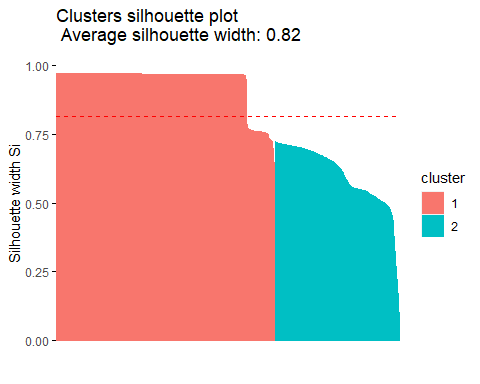 Clusters silhouette plot
Average silhouette width: 0.82
1.00
0.75
0.50
0.25
0.00
Silhouette width Si
cluster
1
2